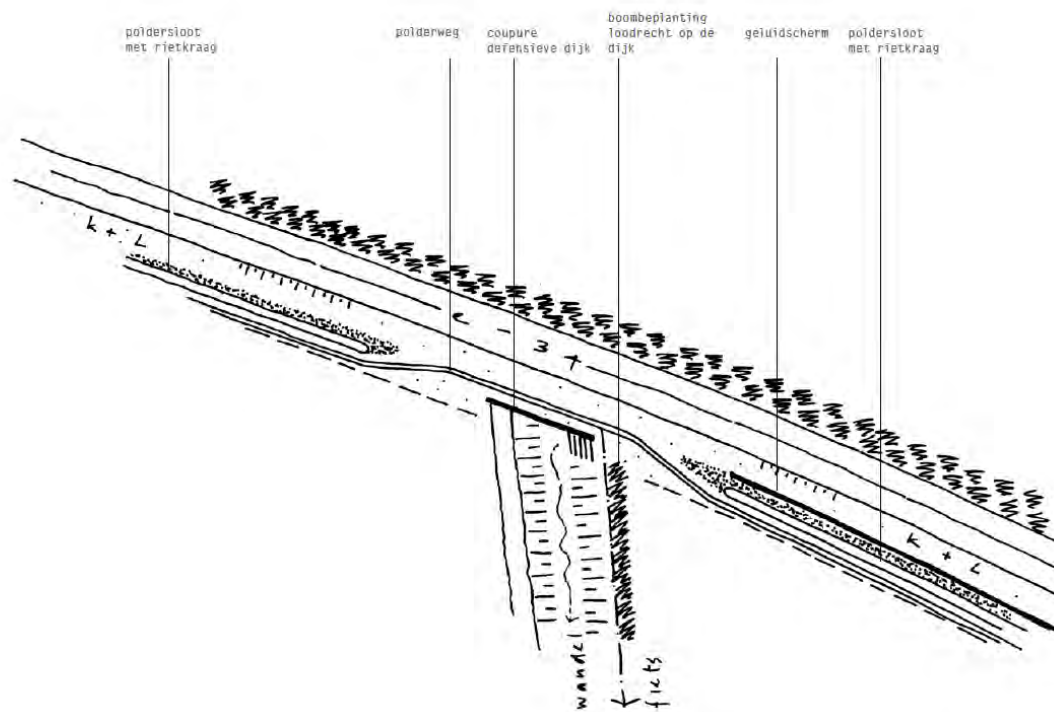 poldersloot
met rietkraag
polderweg
coupure
defensieve dijk
boombeplanting
loodrecht op de
dijk
geluidscherm
poldersloot
met rietkraag
k + L
k + L
wandel
fiets